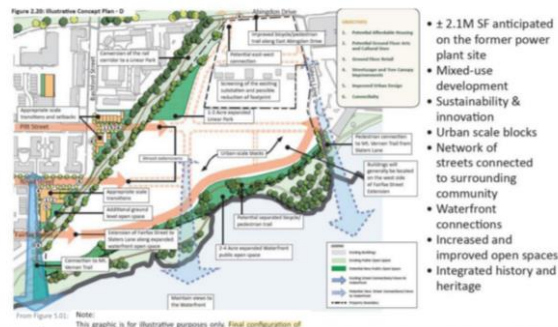 Figure 2.20: Illustrative Concept Plan - D
Abingdon Drive
Improved bicycle/pedestrian
trail along East Abingdon Drive
Conversion of the rail
corridor to a Linear Park
Potential east-west
connection
Screening of the existing
substation and possible
reduction of footprint
Appropriate scale
transitions and setbacks
Pitt Street
Street extensions
Urban-scale blocks
Pedestrian connection
to Mt. Vernon Trail from
Slaters Lane
Buildings will
generally be located
on the west side
of Fairfax Street
Extension
Appropriate scale
transitions
Additional ground
level open space
Extension of Fairfax Street to
Slaters Lane along expanded
waterfront open space
Potential separated bicycle/
pedestrian trail
3-4 Acre expanded Waterfront
public open space
Connection to Mt.
Vernon Trail
Maintain views to
the Waterfront
1. Potential Affordable Housing
2. Potential Ground Floor Arts
and Cultural Uses
3. Ground Floor Retail
4. Streetscape and Tree Canopy
Improvements
5. Improved Urban Design
6. Connectivity
From Figure 5.01:
Note:
This graphic is for illustrative purposes only. Final configuration of
• ± 2.1M SF anticipated
on the former power
plant site
• Mixed-use
development
• Sustainability &
innovation
• Urban scale blocks
• Network of
streets connected
to surrounding
community
• Waterfront
connections
• Increased and
improved open spaces
• Integrated history and
heritage